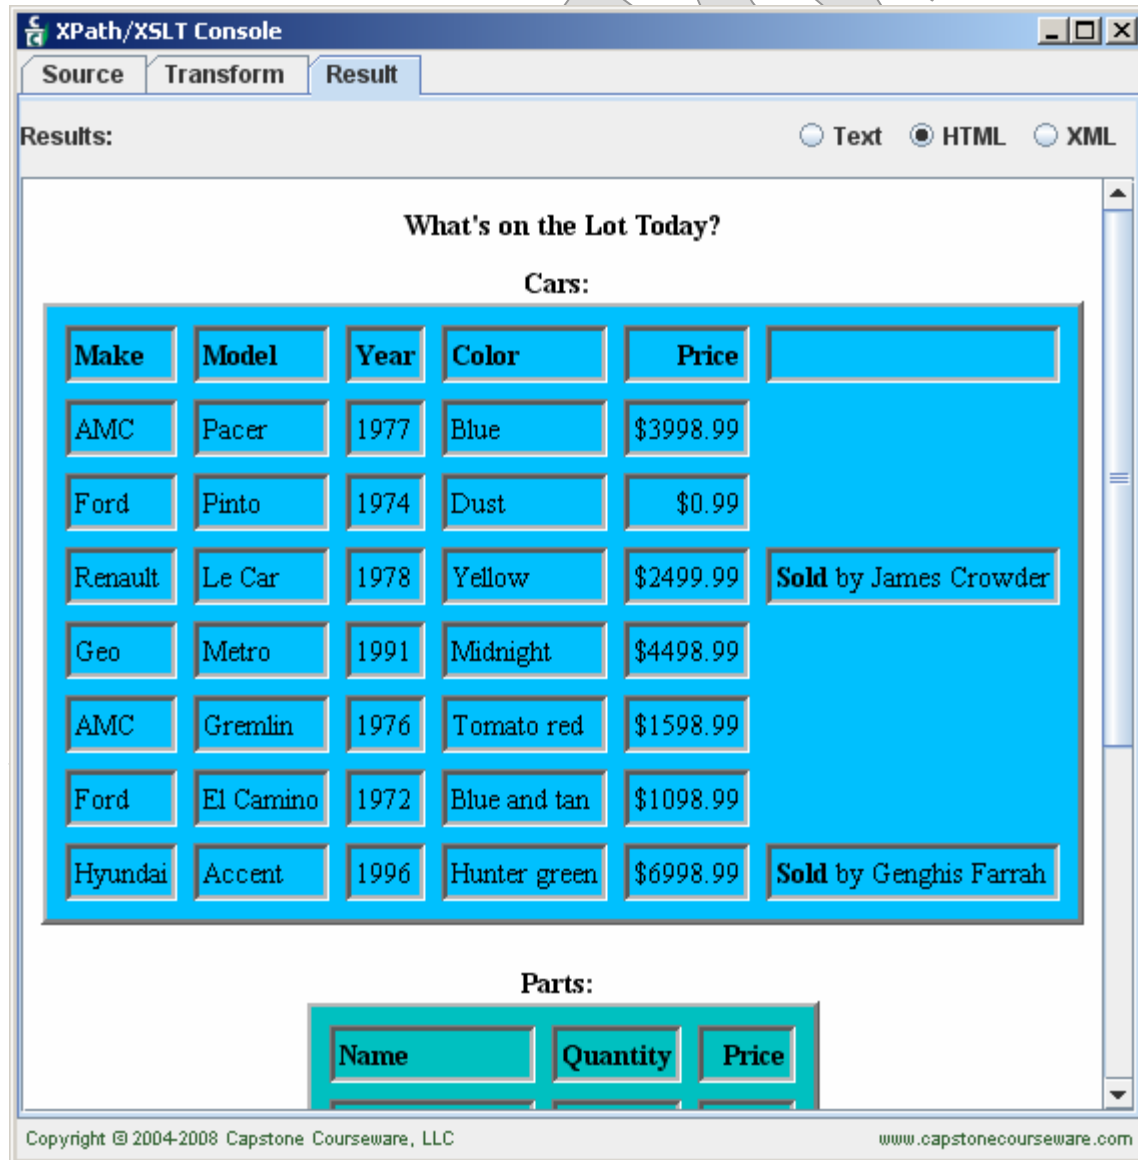 XPath/XSLT Console
Source Transform Result
Results: Text HTML XML
What's on the Lot Today?
Cars:
Make Model Year Color Price
AMC Pacer 1977 Blue $3998.99
Ford Pinto 1974 Dust $0.99
Renault Le Car 1978 Yellow $2499.99 Sold by James Crowder
Geo Metro 1991 Midnight $4498.99
AMC Gremlin 1976 Tomato red $1598.99
Ford El Camino 1972 Blue and tan $1098.99
Hyundai Accent 1996 Hunter green $6998.99 Sold by Genghis Farrah
Parts:
Name Quantity Price
Copyright © 2004-2008 Capstone Courseware, LLC www.capstonecourseware.com